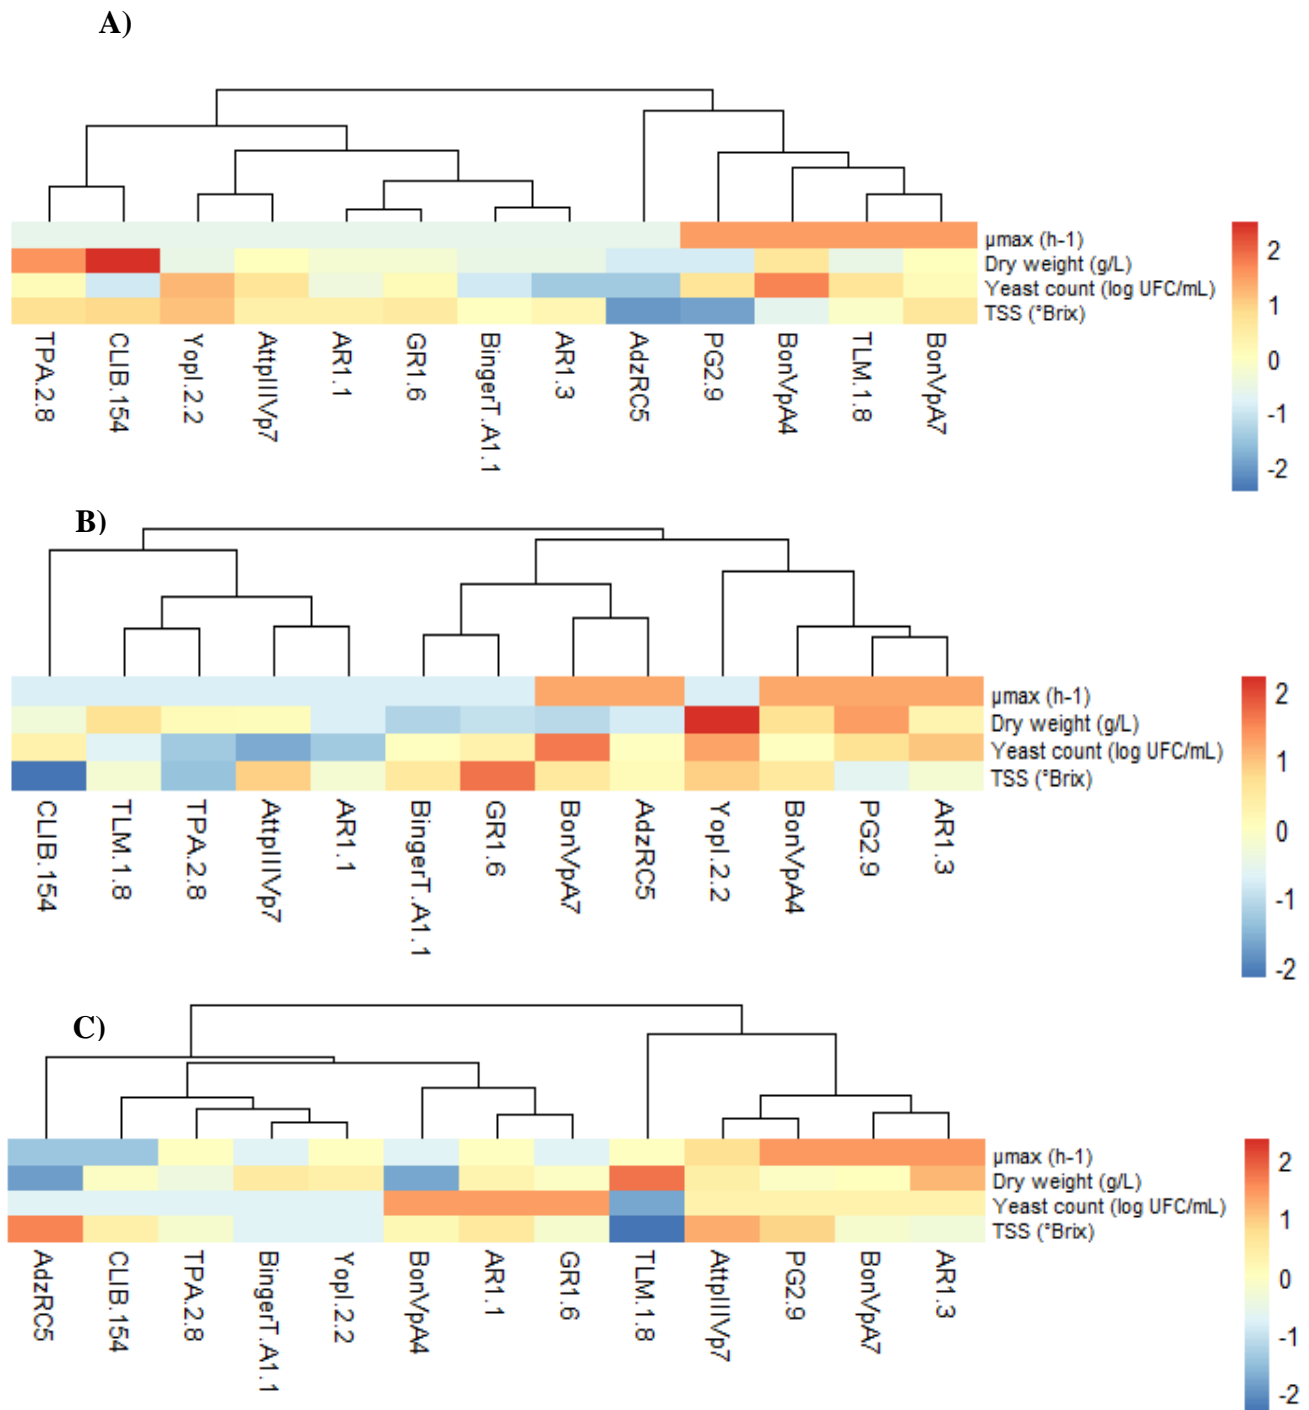 A)
µmax (h-1)
Dry weight (g/L)
Yeast count (log UFC/mL)
TSS (°Brix)
2
1
0
-1
-2
TPA.2.8
CLIB.154
Yopl.2.2
AttpIIIVp7
AR1.1
GR1.6
BingerT.A1.1
AR1.3
AdzRC5
PG2.9
BonVpA4
TLM.1.8
BonVpA7
B)
µmax (h-1)
Dry weight (g/L)
Yeast count (log UFC/mL)
TSS (°Brix)
2
1
0
-1
-2
CLIB.154
TLM.1.8
TPA.2.8
AttpIIIVp7
AR1.1
BingerT.A1.1
GR1.6
BonVpA7
AdzRC5
Yopl.2.2
BonVpA4
PG2.9
AR1.3
C)
µmax (h-1)
Dry weight (g/L)
Yeast count (log UFC/mL)
TSS (°Brix)
2
1
0
-1
-2
AdzRC5
CLIB.154
TPA.2.8
BingerT.A1.1
Yopl.2.2
BonVpA4
AR1.1
GR1.6
TLM.1.8
AttpIIIVp7
PG2.9
BonVpA7
AR1.3